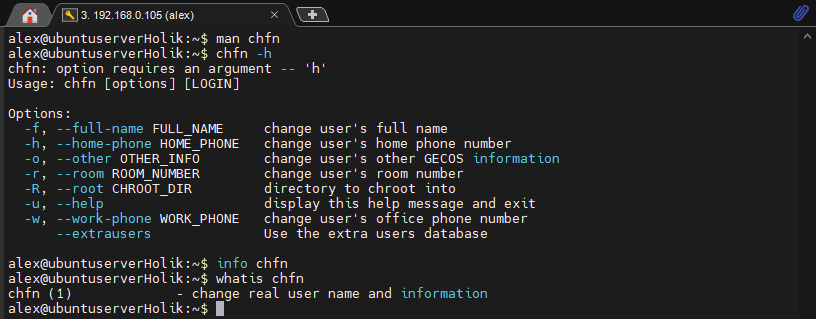 3. 192.168.0.105 (alex)
alex@ubuntuserverHolik:~$ man chfn
alex@ubuntuserverHolik:~$ chfn -h
chfn: option requires an argument -- 'h'
Usage: chfn [options] [LOGIN]

Options:
  -f, --full-name FULL_NAME     change user's full name
  -h, --home-phone HOME_PHONE   change user's home phone number
  -o, --other OTHER_INFO        change user's other GECOS information
  -r, --room ROOM_NUMBER        change user's room number
  -R, --root CHROOT_DIR         directory to chroot into
  -u, --help                    display this help message and exit
  -w, --work-phone WORK_PHONE   change user's office phone number
      --extrausers              Use the extra users database

alex@ubuntuserverHolik:~$ info chfn
alex@ubuntuserverHolik:~$ whatis chfn
chfn (1)             - change real user name and information
alex@ubuntuserverHolik:~$